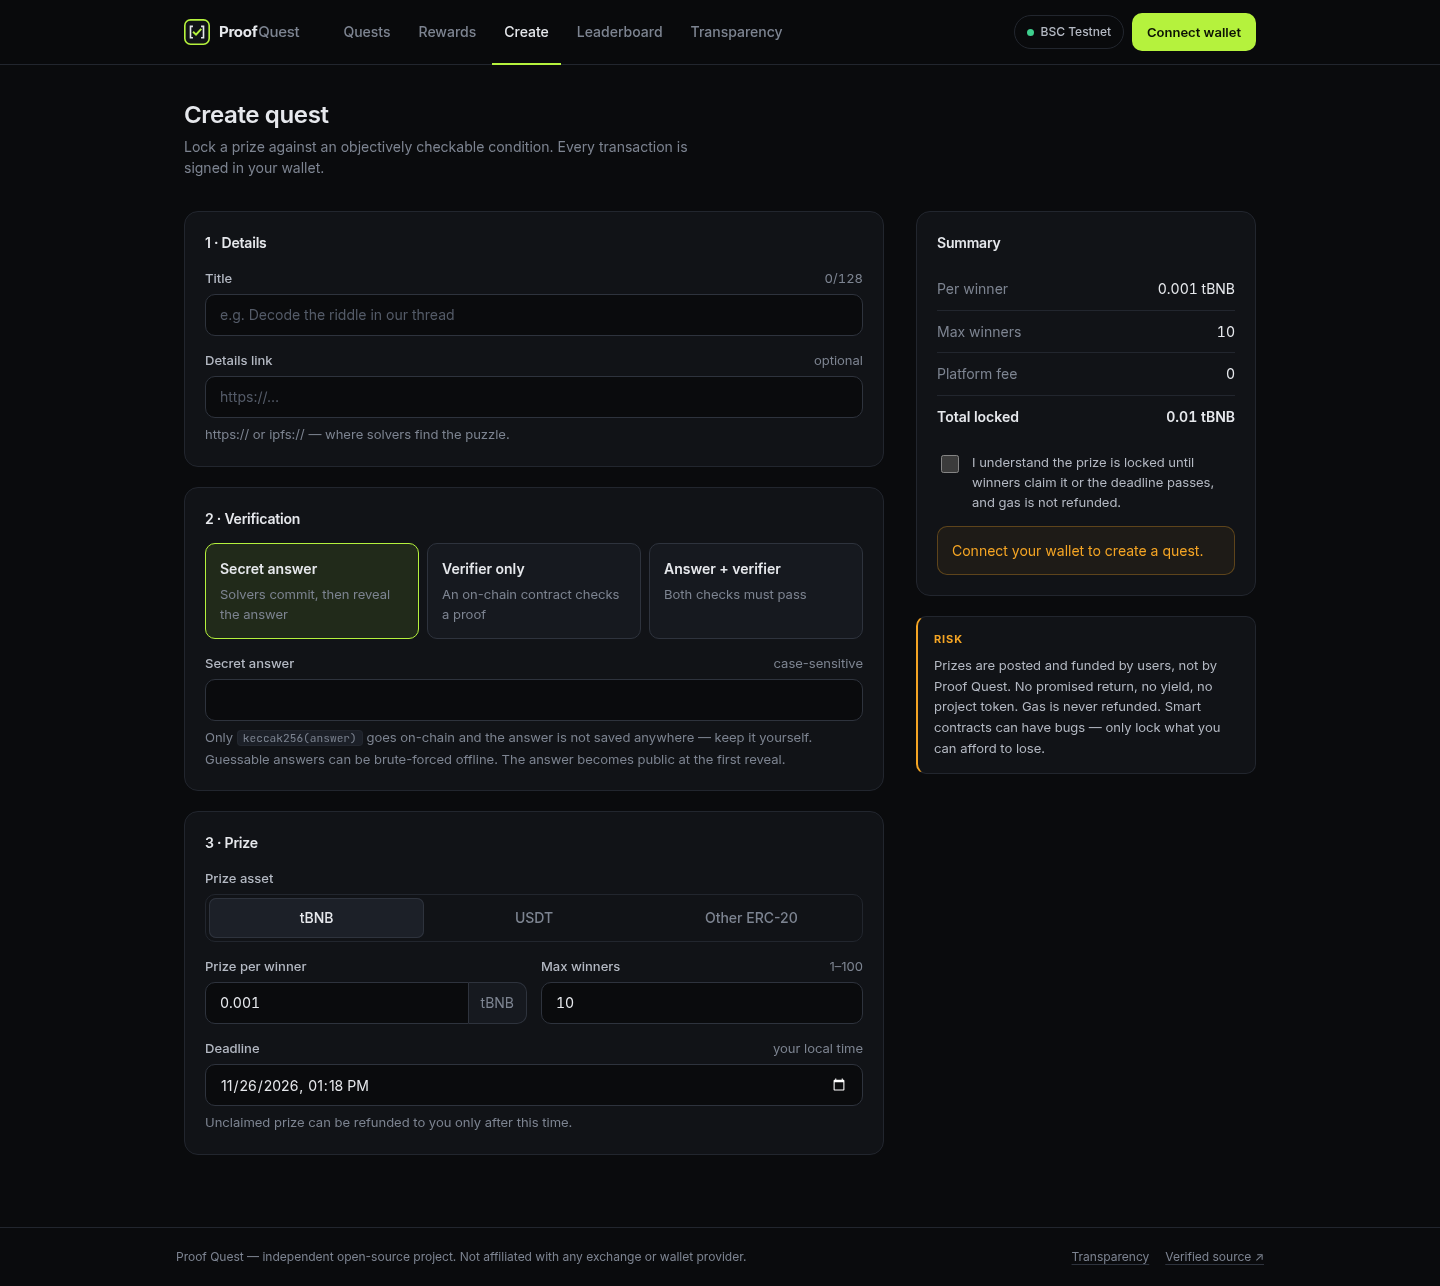 ProofQuest
Quests
Rewards
Create
Leaderboard
Transparency
BSC Testnet
Connect wallet
Create quest
Lock a prize against an objectively checkable condition. Every transaction is
signed in your wallet.
1 · Details
Title
0/128
e.g. Decode the riddle in our thread
Details link
optional
https://...
https:// or ipfs:// — where solvers find the puzzle.
2 · Verification
Secret answer
Solvers commit, then reveal
the answer
Verifier only
An on-chain contract checks
a proof
Answer + verifier
Both checks must pass
Secret answer
case-sensitive
Only keccak256(answer) goes on-chain and the answer is not saved anywhere — keep it yourself.
Guessable answers can be brute-forced offline. The answer becomes public at the first reveal.
3 · Prize
Prize asset
tBNB
USDT
Other ERC-20
Prize per winner
0.001
tBNB
Max winners
1–100
10
Deadline
your local time
11/26/2026, 01:18 PM
Unclaimed prize can be refunded to you only after this time.
Summary
Per winner
0.001 tBNB
Max winners
10
Platform fee
0
Total locked
0.01 tBNB
I understand the prize is locked until
winners claim it or the deadline passes,
and gas is not refunded.
Connect your wallet to create a quest.
RISK
Prizes are posted and funded by users, not by
Proof Quest. No promised return, no yield, no
project token. Gas is never refunded. Smart
contracts can have bugs — only lock what you
can afford to lose.
Proof Quest — independent open-source project. Not affiliated with any exchange or wallet provider.
Transparency
Verified source ↗